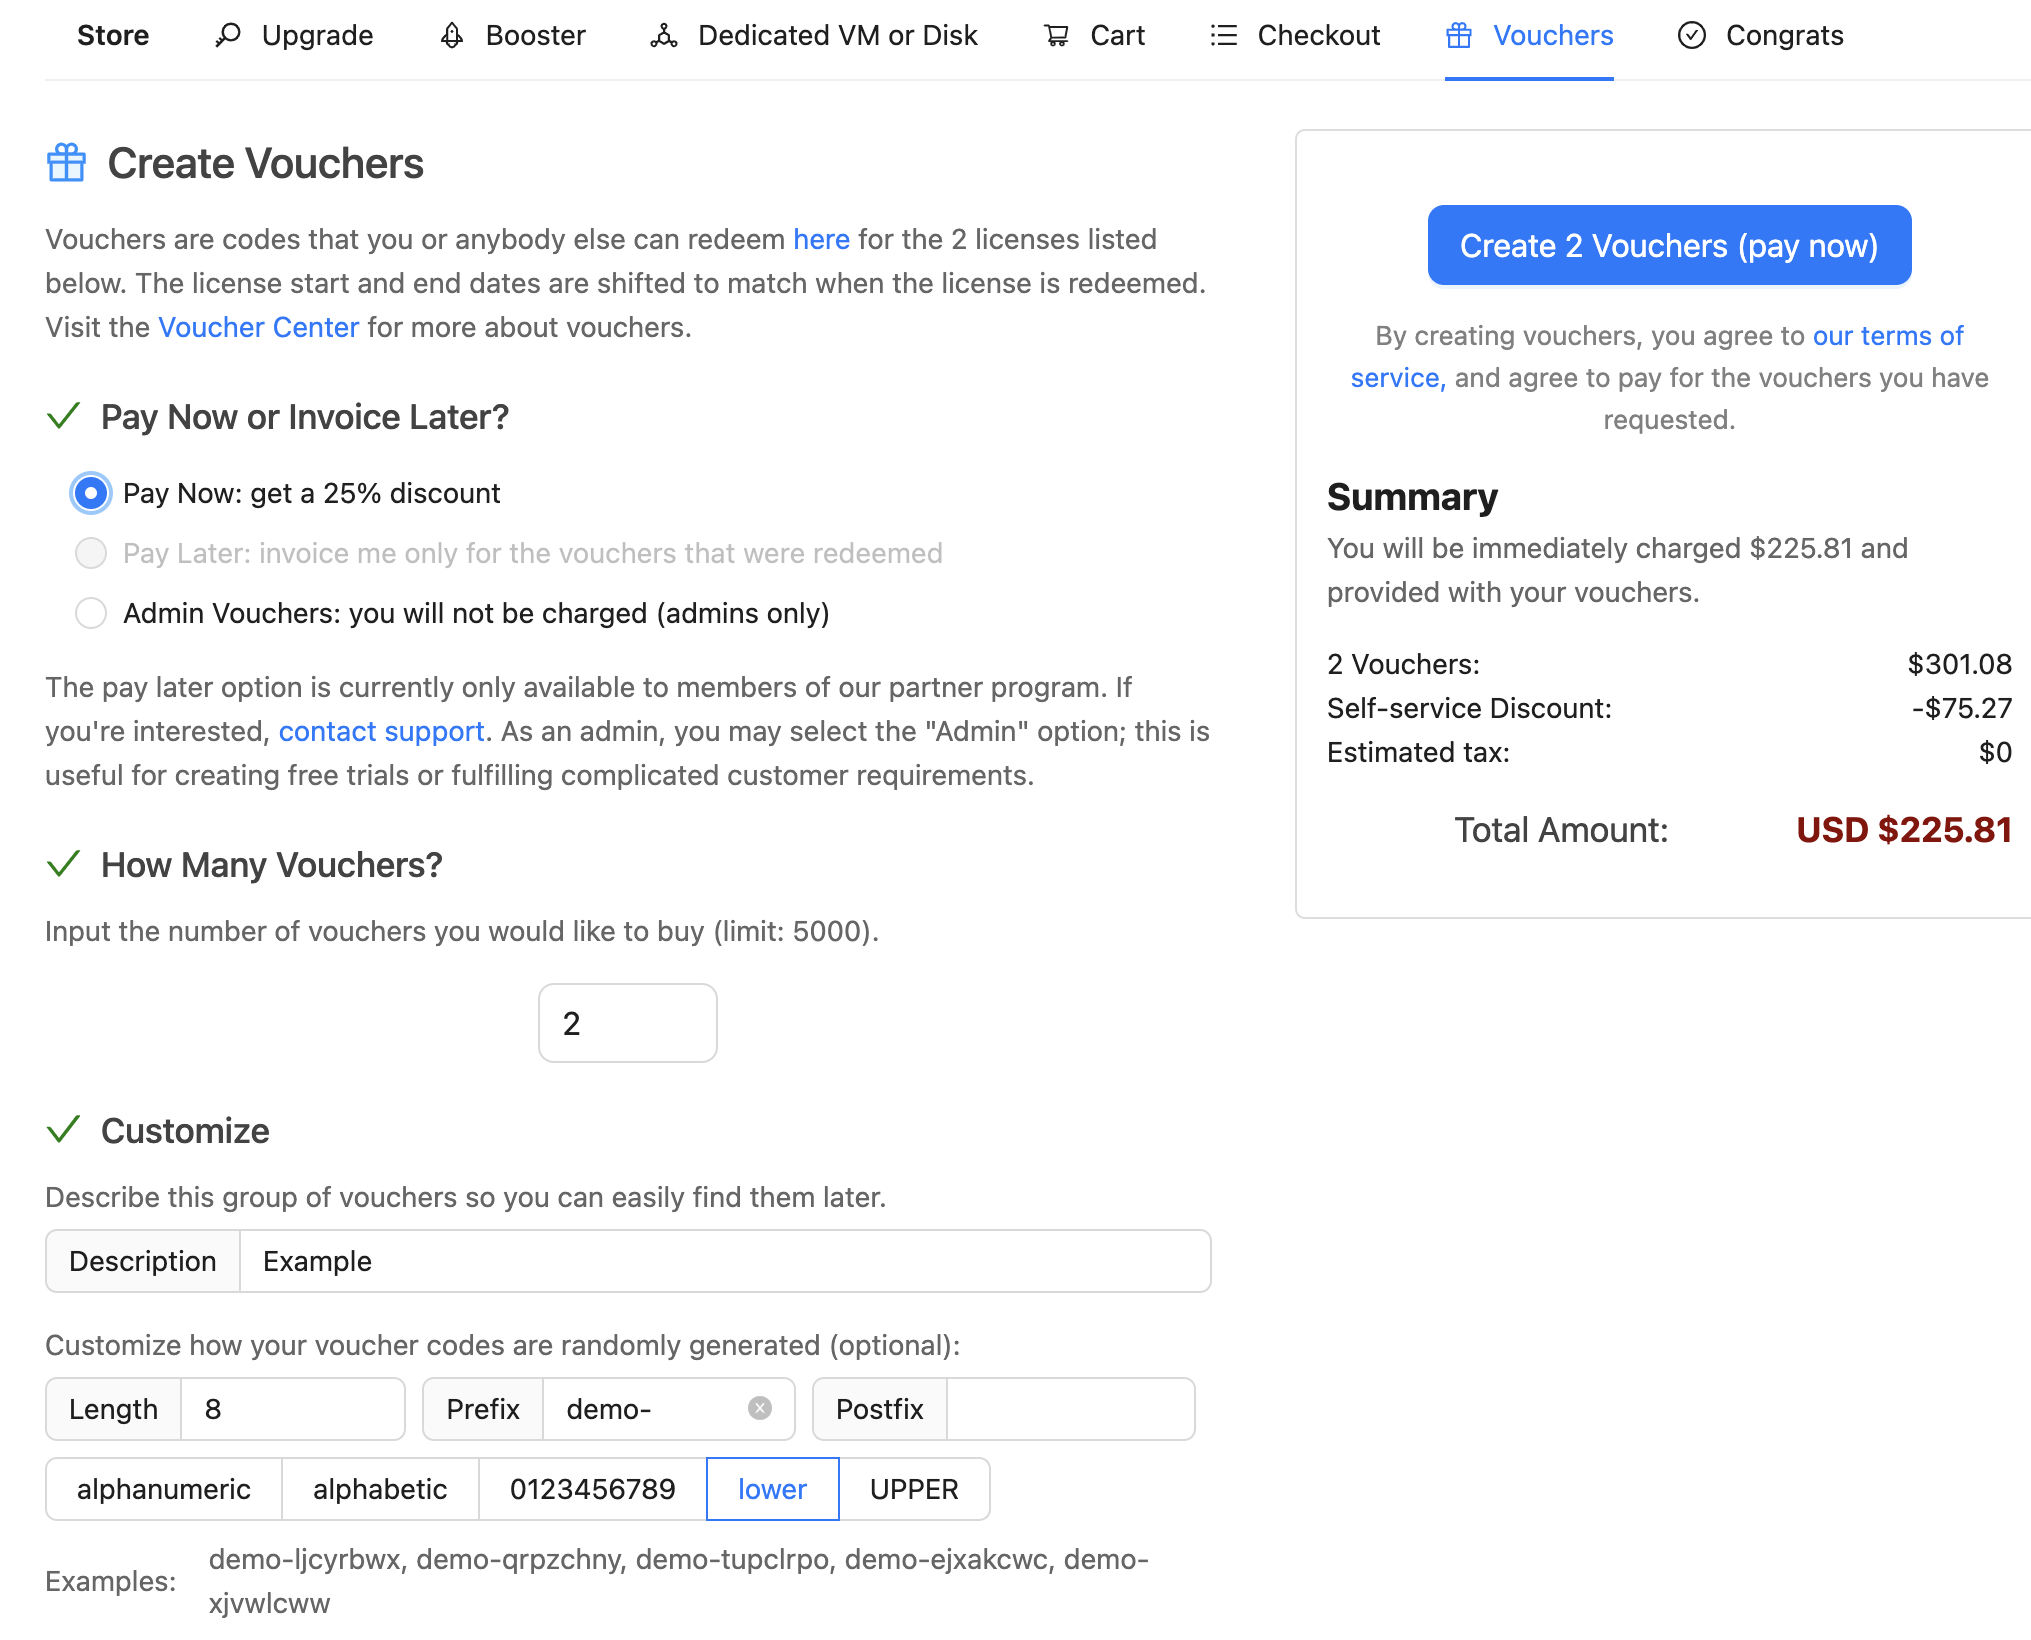 Store Upgrade Booster Dedicated VM or Disk Cart Checkout Vouchers Congrats
Create Vouchers
Vouchers are codes that you or anybody else can redeem here for the 2 licenses listed
below. The license start and end dates are shifted to match when the license is redeemed.
Visit the Voucher Center for more about vouchers.
Pay Now or Invoice Later?
Pay Now: get a 25% discount
Pay Later: invoice me only for the vouchers that were redeemed
Admin Vouchers: you will not be charged (admins only)
The pay later option is currently only available to members of our partner program. If
you're interested, contact support. As an admin, you may select the "Admin" option; this is
useful for creating free trials or fulfilling complicated customer requirements.
How Many Vouchers?
Input the number of vouchers you would like to buy (limit: 5000).
2
Customize
Describe this group of vouchers so you can easily find them later.
Description Example
Customize how your voucher codes are randomly generated (optional):
Length 8 Prefix demo- Postfix
alphanumeric alphabetic 0123456789 lower UPPER
Examples: demo-ljcyrbwx, demo-qrpzchny, demo-tupclrpo, demo-ejxakcwc, demo-
xjvwlcww
Create 2 Vouchers (pay now)
By creating vouchers, you agree to our terms of
service, and agree to pay for the vouchers you have
requested.
Summary
You will be immediately charged $225.81 and
provided with your vouchers.
2 Vouchers: $301.08
Self-service Discount: -$75.27
Estimated tax: $0
Total Amount: USD $225.81